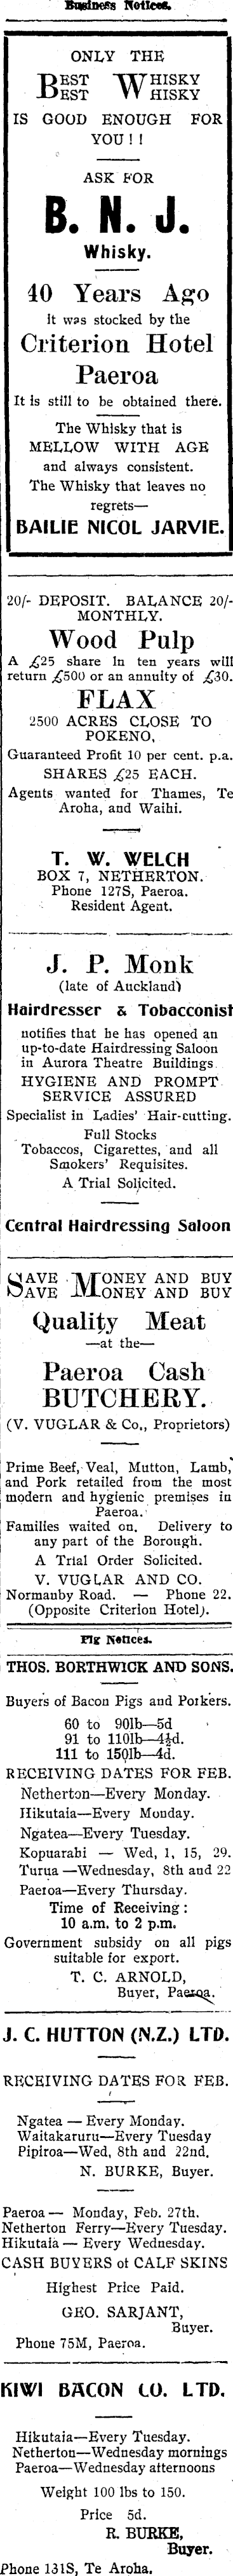 Business Notices.
ONLY THE
BEST WHISKY
BEST WHISKY
IS GOOD ENOUGH FOR
YOU ! !
ASK FOR
B. N. J.
Whisky.
40 Years Ago
it was stocked by the
Criterion Hotel
Paeroa
It is still to be obtained there.
The Whisky that is
MELLOW WITH AGE
and always consistent.
The Whisky that leaves no
regrets—
BAILIE NICOL JARVIE.
20/- DEPOSIT. BALANCE 20/-
MONTHLY.
Wood Pulp
A £25 share in ten years will
return £500 or an annuity of £30.
FLAX
2500 ACRES CLOSE TO
POKENO,
Guaranteed Profit 10 per cent. p.a.
SHARES £25 EACH.
Agents wanted for Thames, Te
Aroha, and Waihi.
T. W. WELCH
BOX 7, NETHERTON.
Phone 127S, Paeroa.
Resident Agent.
J. P. Monk
(late of Auckland)
Hairdresser & Tobacconist
notifies that he has opened an
up-to-date Hairdressing Saloon
in Aurora Theatre Buildings
HYGIENE AND PROMPT
SERVICE ASSURED
Specialist in Ladies' Hair-cutting.
Full Stocks
Tobaccos, Cigarettes, and all
Smokers' Requisites.
A Trial Solicited.
Central Hairdressing Saloon
SAVE MONEY AND BUY
SAVE MONEY AND BUY
Quality Meat
—at the—
Paeroa Cash
BUTCHERY.
(V. VUGLAR & Co., Proprietors)
Prime Beef, Veal, Mutton, Lamb,
and Pork retailed from the most
modern and hygienic premises in
Paeroa.
Families waited on. Delivery to
any part of the Borough.
A Trial Order Solicited.
V. VUGLAR AND CO.
Normanby Road. — Phone 22.
(Opposite Criterion Hotel).
Pig Notices.
THOS. BORTHWICK AND SONS.
Buyers of Bacon Pigs and Porkers.
60 to 90lb—5d
91 to 110lb—4½d.
111 to 150lb—4d.
RECEIVING DATES FOR FEB.
Netherton—Every Monday.
Hikutaia—Every Monday.
Ngatea—Every Tuesday.
Kopuarahi — Wed, 1, 15, 29.
Turua —Wednesday, 8th and 22
Paeroa—Every Thursday.
Time of Receiving :
10 a.m. to 2 p.m.
Government subsidy on all pigs
suitable for export.
T. C. ARNOLD,
Buyer, Paeroa.
J. C. HUTTON (N.Z.) LTD.
RECEIVING DATES FOR FEB.
Ngatea — Every Monday.
Waitakaruru—Every Tuesday
Pipiroa—Wed, 8th and 22nd.
N. BURKE, Buyer.
Paeroa — Monday, Feb. 27th.
Netherton Ferry—Every Tuesday.
Hikutaia — Every Wednesday.
CASH BUYERS ot CALF SKINS
Highest Price Paid.
GEO. SARJANT,
Buyer.
Phone 75M, Paeroa.
KIWI BACON CO. LTD.
Hikutaia—Every Tuesday.
Netherton—Wednesday mornings
Paeroa—Wednesday afternoons
Weight 100 lbs to 150.
Price 5d.
R. BURKE,
Buyer.
Phone 131S, Te Aroha.